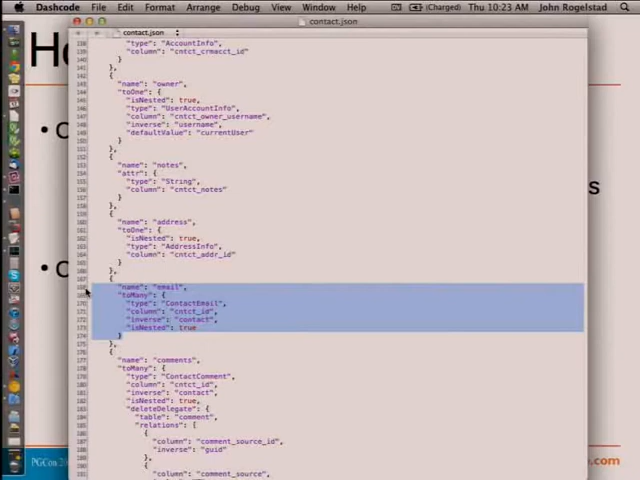 Dashcode File Edit Format Arrange Debug View Window Help (Charged) Thu 10:23 AM John Rogelstad
contact.json
contact.json
"type": "AccountInfo",
"column": "cntct_crmacct_id"
}
},
{
"name": "owner",
"toOne": {
"isNested": true,
"type": "UserAccountInfo",
"column": "cntct_owner_username",
"inverse": "username",
"defaultValue": "currentUser"
}
},
{
"name": "notes",
"attr": {
"type": "String",
"column": "cntct_notes"
}
},
{
"name": "address",
"toOne": {
"isNested": true,
"type": "AddressInfo",
"column": "cntct_addr_id"
}
},
{
"name": "email",
"toMany": {
"type": "ContactEmail",
"column": "cntct_id",
"inverse": "contact",
"isNested": true
}
},
{
"name": "comments",
"toMany": {
"type": "ContactComment",
"column": "cntct_id",
"inverse": "contact",
"isNested": true,
"deleteDelegate": {
"table": "comment",
"relations": [
{
"column": "comment_source_id",
"inverse": "guid"
},
{
"column": "comment_source",
PGCon 20
.com